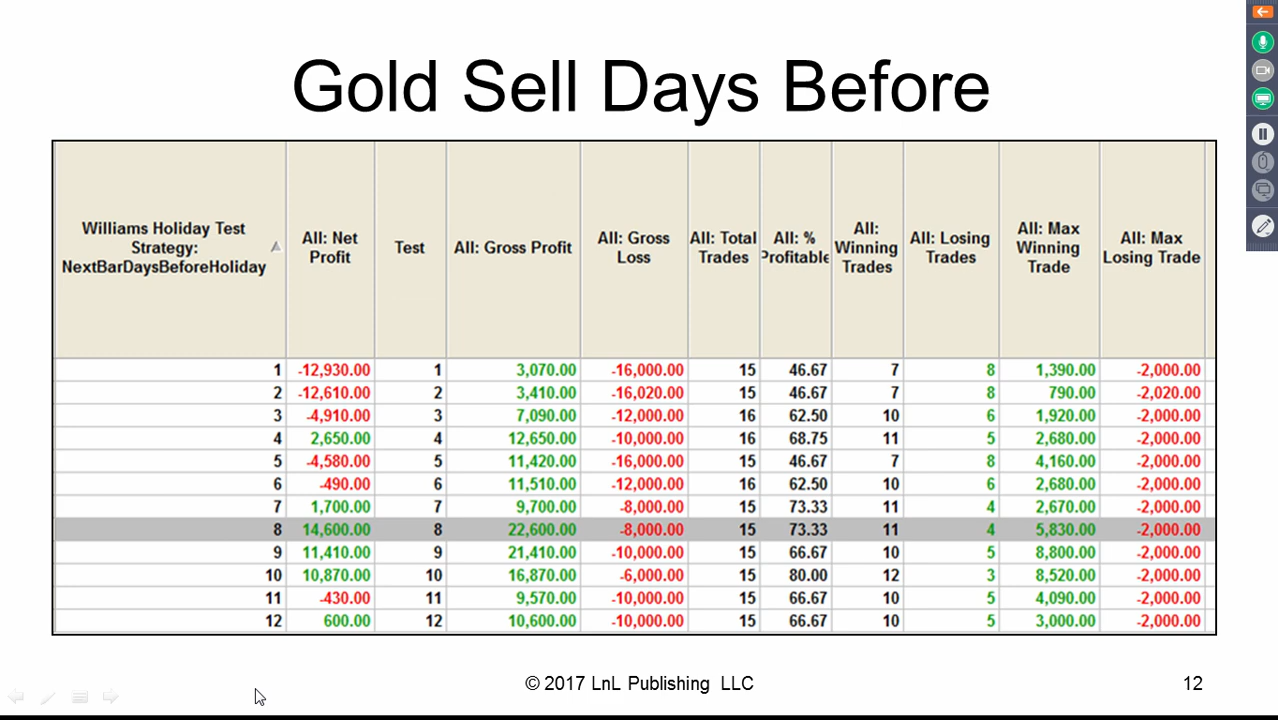 Gold Sell Days Before
Williams Holiday Test
Strategy:
NextBarDaysBeforeHoliday
All: Net
Profit
Test
All: Gross Profit
All: Gross
Loss
All: Total
Trades
All: %
Profitable
All:
Winning
Trades
All: Losing
Trades
All: Max
Winning
Trade
All: Max
Losing Trade
1 -12,930.00 1 3,070.00 -16,000.00 15 46.67 7 8 1,390.00 -2,000.00
2 -12,610.00 2 3,410.00 -16,020.00 15 46.67 7 8 790.00 -2,020.00
3 -4,910.00 3 7,090.00 -12,000.00 16 62.50 10 6 1,920.00 -2,000.00
4 2,650.00 4 12,650.00 -10,000.00 16 68.75 11 5 2,680.00 -2,000.00
5 -4,580.00 5 11,420.00 -16,000.00 15 46.67 7 8 4,160.00 -2,000.00
6 -490.00 6 11,510.00 -12,000.00 16 62.50 10 6 2,680.00 -2,000.00
7 1,700.00 7 9,700.00 -8,000.00 15 73.33 11 4 2,670.00 -2,000.00
8 14,600.00 8 22,600.00 -8,000.00 15 73.33 11 4 5,830.00 -2,000.00
9 11,410.00 9 21,410.00 -10,000.00 15 66.67 10 5 8,800.00 -2,000.00
10 10,870.00 10 16,870.00 -6,000.00 15 80.00 12 3 8,520.00 -2,000.00
11 -430.00 11 9,570.00 -10,000.00 15 66.67 10 5 4,090.00 -2,000.00
12 600.00 12 10,600.00 -10,000.00 15 66.67 10 5 3,000.00 -2,000.00
© 2017 LnL Publishing LLC
12